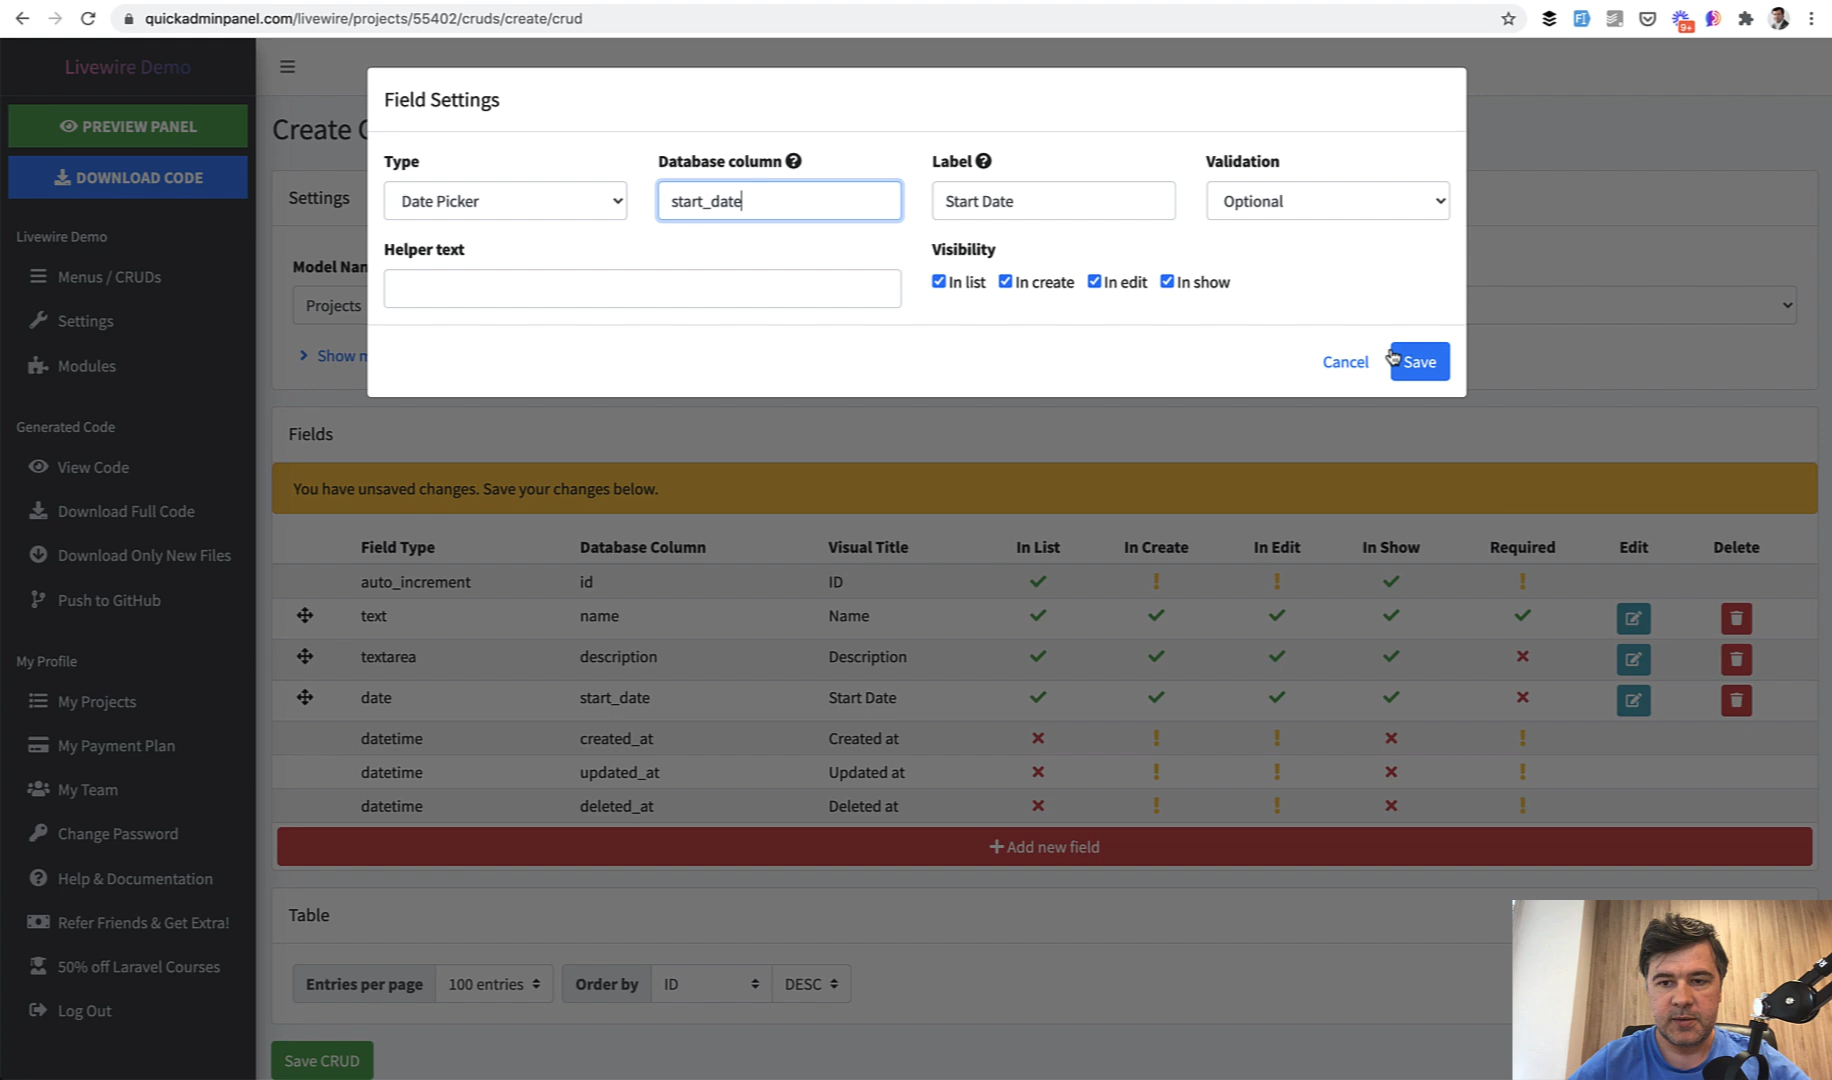 quickadminpanel.com/livewire/projects/55402/cruds/create/crud
9+
Livewire Demo
PREVIEW PANEL
DOWNLOAD CODE
Livewire Demo
Menus / CRUDs
Settings
Modules
Generated Code
View Code
Download Full Code
Download Only New Files
Push to GitHub
My Profile
My Projects
My Payment Plan
My Team
Change Password
Help & Documentation
Refer Friends & Get Extra!
50% off Laravel Courses
Log Out
Create C
Settings
Model Nan
Projects
Show m
Field Settings
Type
Database column
Label
Validation
Date Picker
start_date
Start Date
Optional
Helper text
Visibility
In list
In create
In edit
In show
Cancel
Save
Fields
You have unsaved changes. Save your changes below.
Field Type Database Column Visual Title In List In Create In Edit In Show Required Edit Delete
auto_increment id ID
text name Name
textarea description Description
date start_date Start Date
datetime created_at Created at
datetime updated_at Updated at
datetime deleted_at Deleted at
Add new field
Table
Entries per page 100 entries Order by ID DESC
Save CRUD